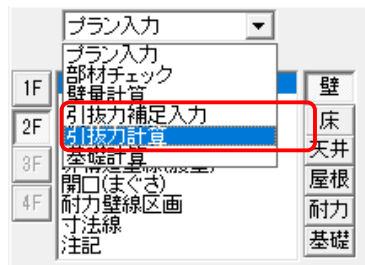 プラン入力
プラン入力
部材チェック
壁量計算
引抜力補足入力
引抜力計算
基礎計算
開口(まぐさ)
耐力壁線区画
寸法線
注記
1F
2F
3F
4F
壁
床
天井
屋根
耐力
基礎